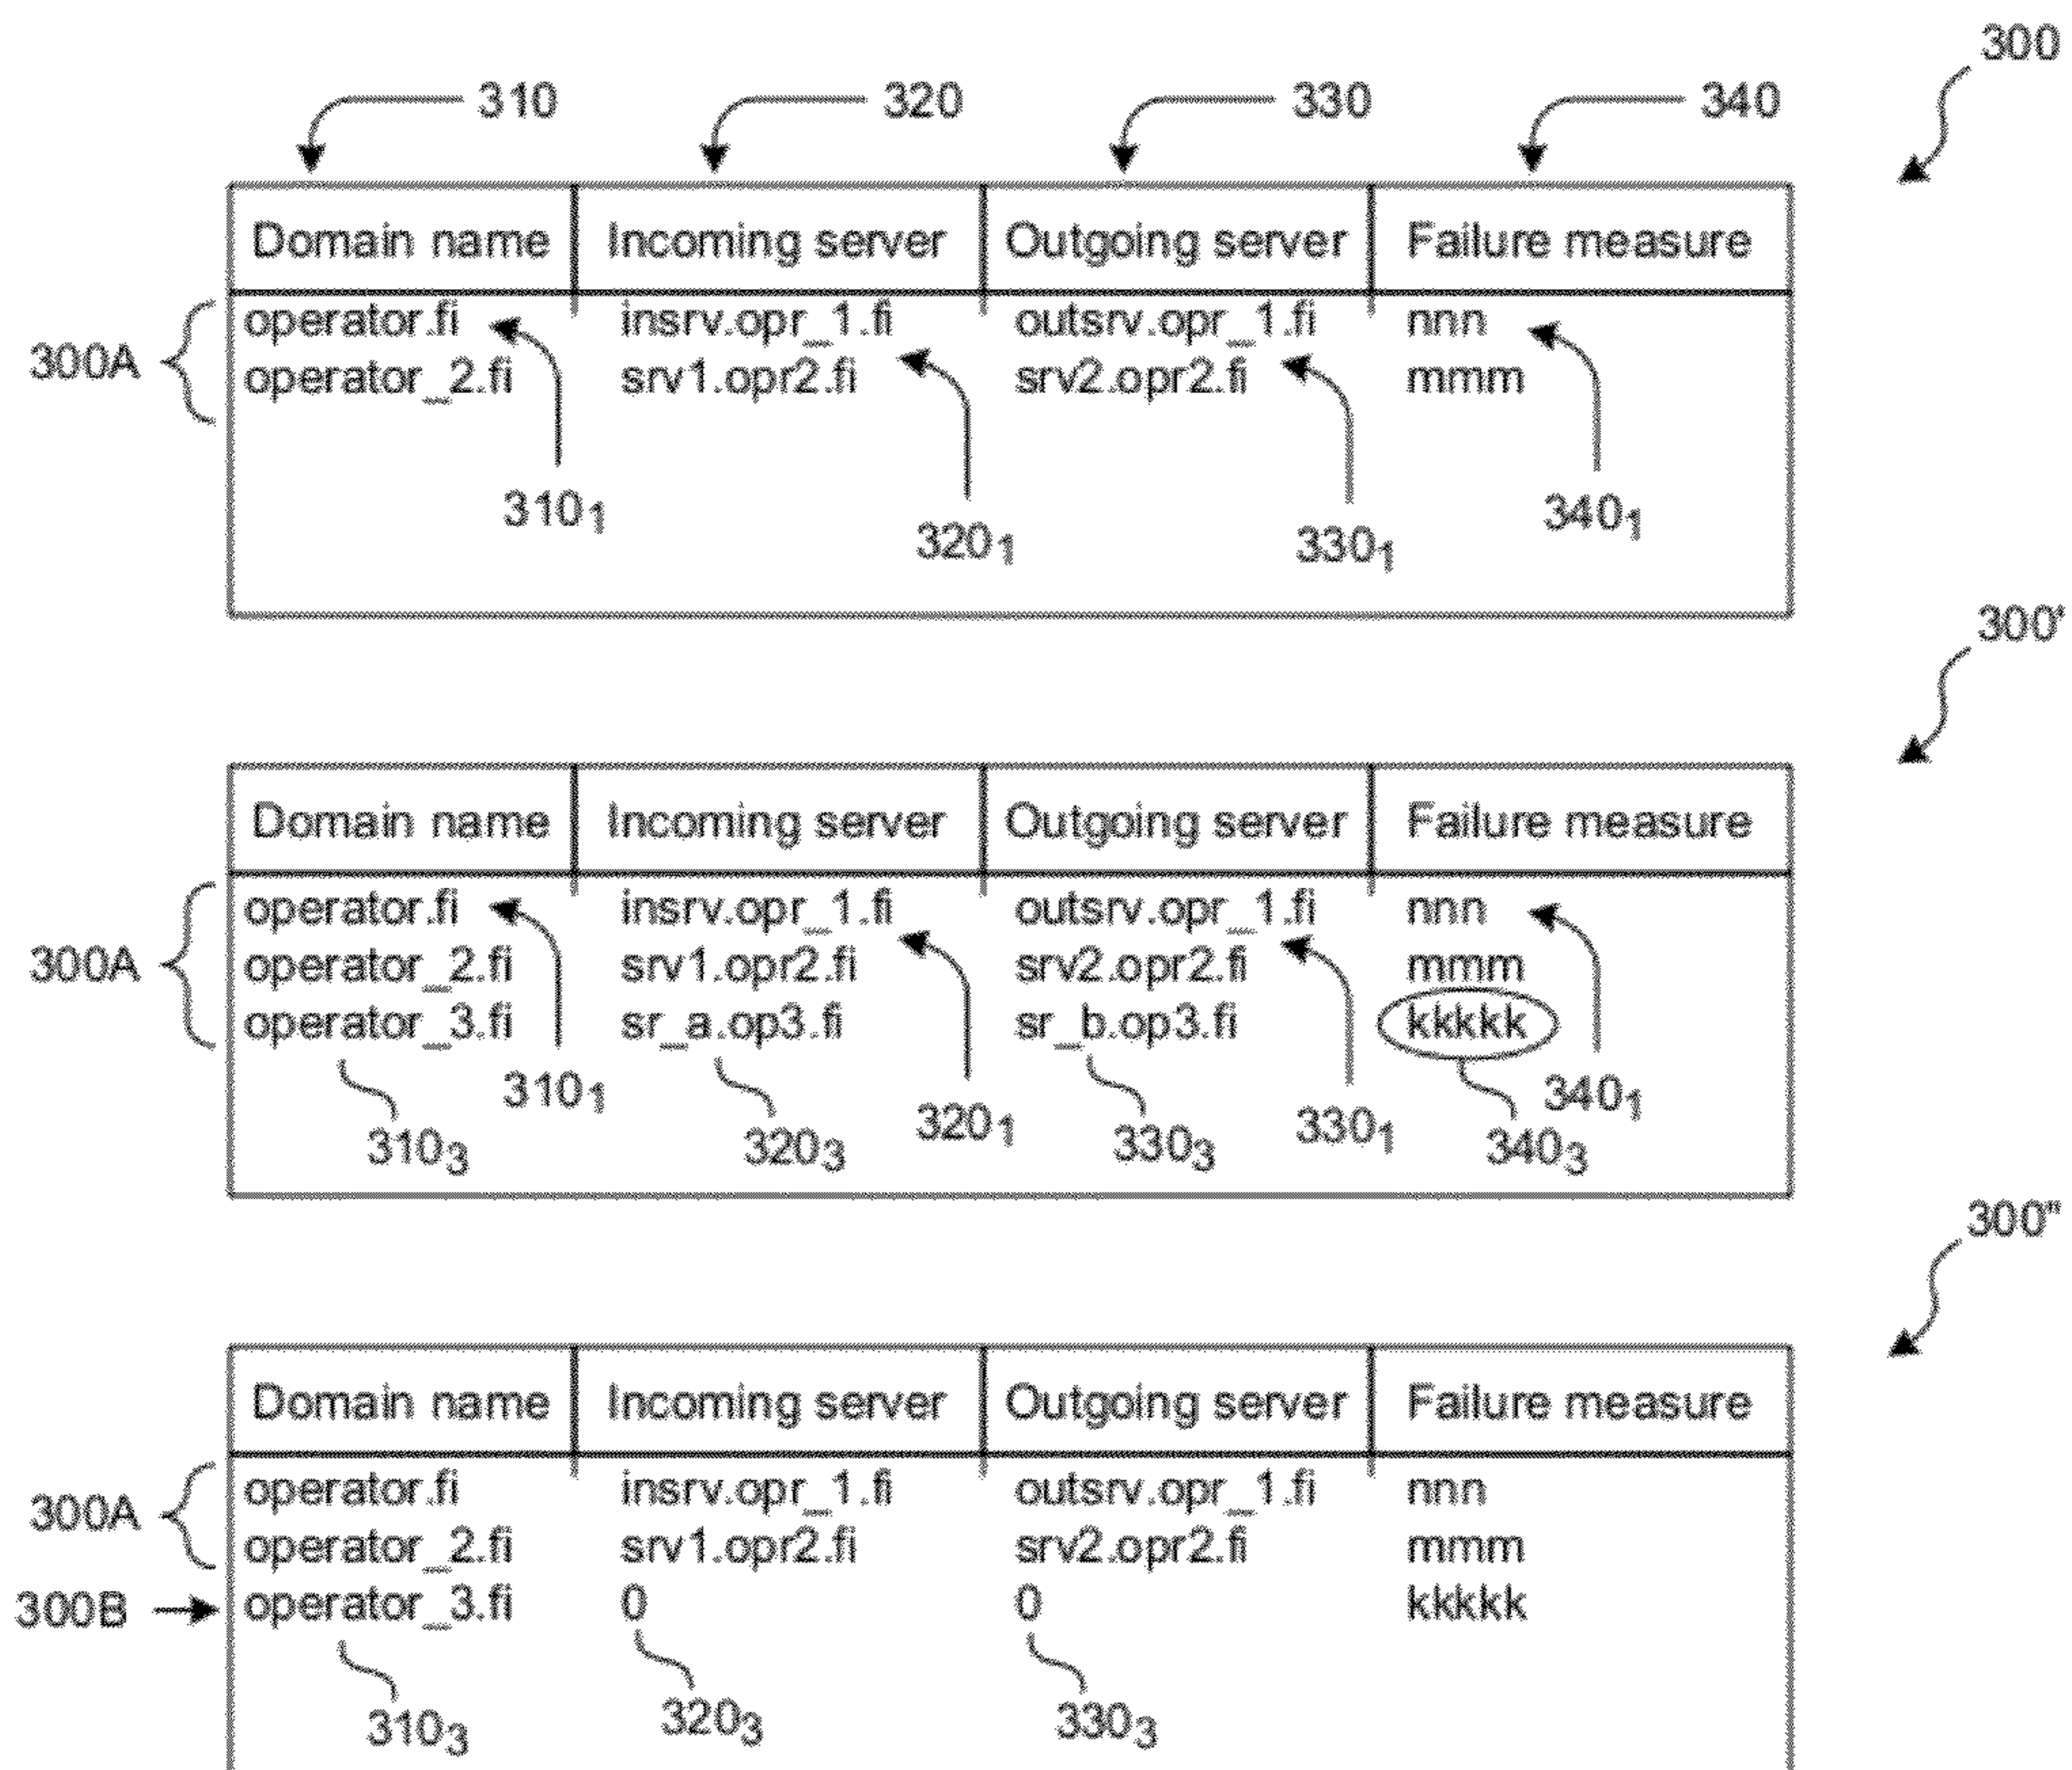 300
310 320 330 340
Domain name Incoming server Outgoing server Failure measure
operator.fi insrv.opr_1.fi outsrv.opr_1.fi nnn
300A
operator_2.fi srv1.opr2.fi srv2.opr2.fi mmm
310₁ 320₁ 330₁ 340₁
300'
Domain name Incoming server Outgoing server Failure measure
operator.fi insrv.opr_1.fi outsrv.opr_1.fi nnn
300A operator_2.fi srv1.opr2.fi srv2.opr2.fi mmm
operator_3.fi sr_a.op3.fi sr_b.op3.fi kkkkk
310₁ 320₁ 330₁ 340₁
310₃ 320₃ 330₃ 340₃
300"
Domain name Incoming server Outgoing server Failure measure
operator.fi insrv.opr_1.fi outsrv.opr_1.fi nnn
300A
operator_2.fi srv1.opr2.fi srv2.opr2.fi mmm
300B operator_3.fi 0 0 kkkkk
310₃ 320₃ 330₃